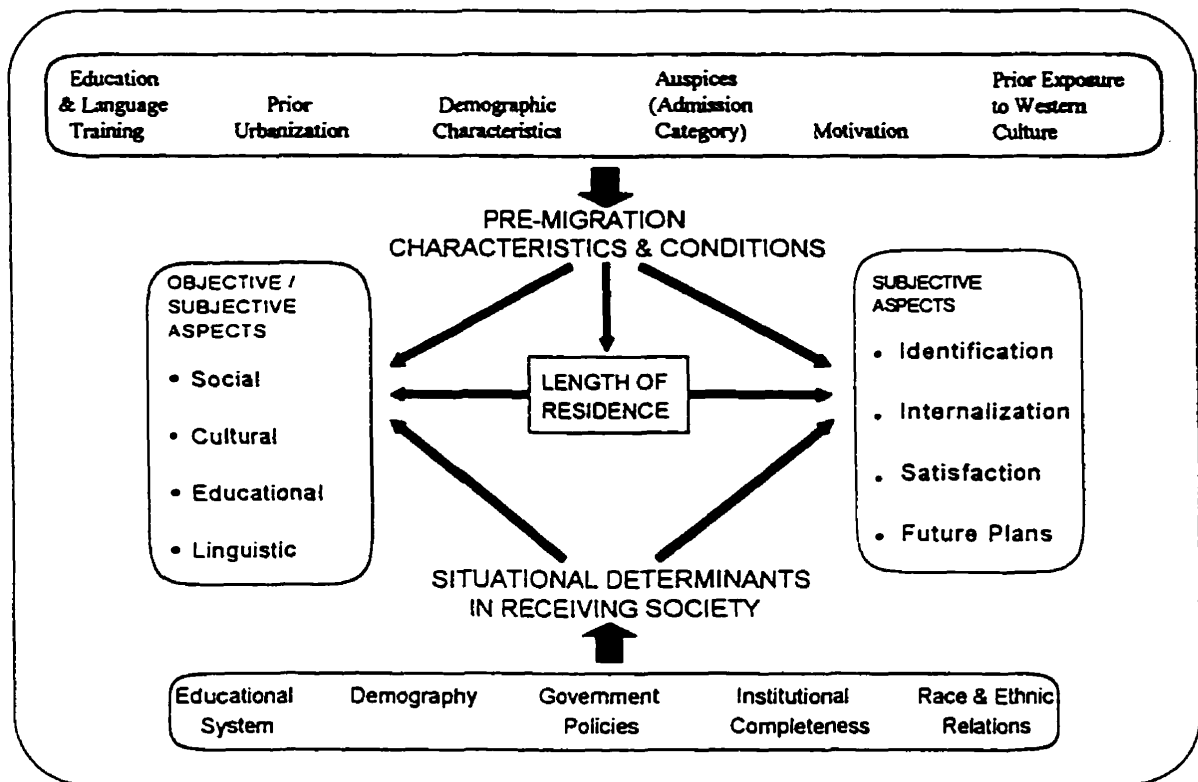 Education
& Language
Training
Prior
Urbanization
Demographic
Characteristics
Auspices
(Admission
Category)
Motivation
Prior Exposure
to Western
Culture
PRE-MIGRATION
CHARACTERISTICS & CONDITIONS
OBJECTIVE /
SUBJECTIVE
ASPECTS
• Social
• Cultural
• Educational
• Linguistic
LENGTH OF
RESIDENCE
SUBJECTIVE
ASPECTS
• Identification
• Internalization
• Satisfaction
• Future Plans
SITUATIONAL DETERMINANTS
IN RECEIVING SOCIETY
Educational
System
Demography
Government
Policies
Institutional
Completeness
Race & Ethnic
Relations